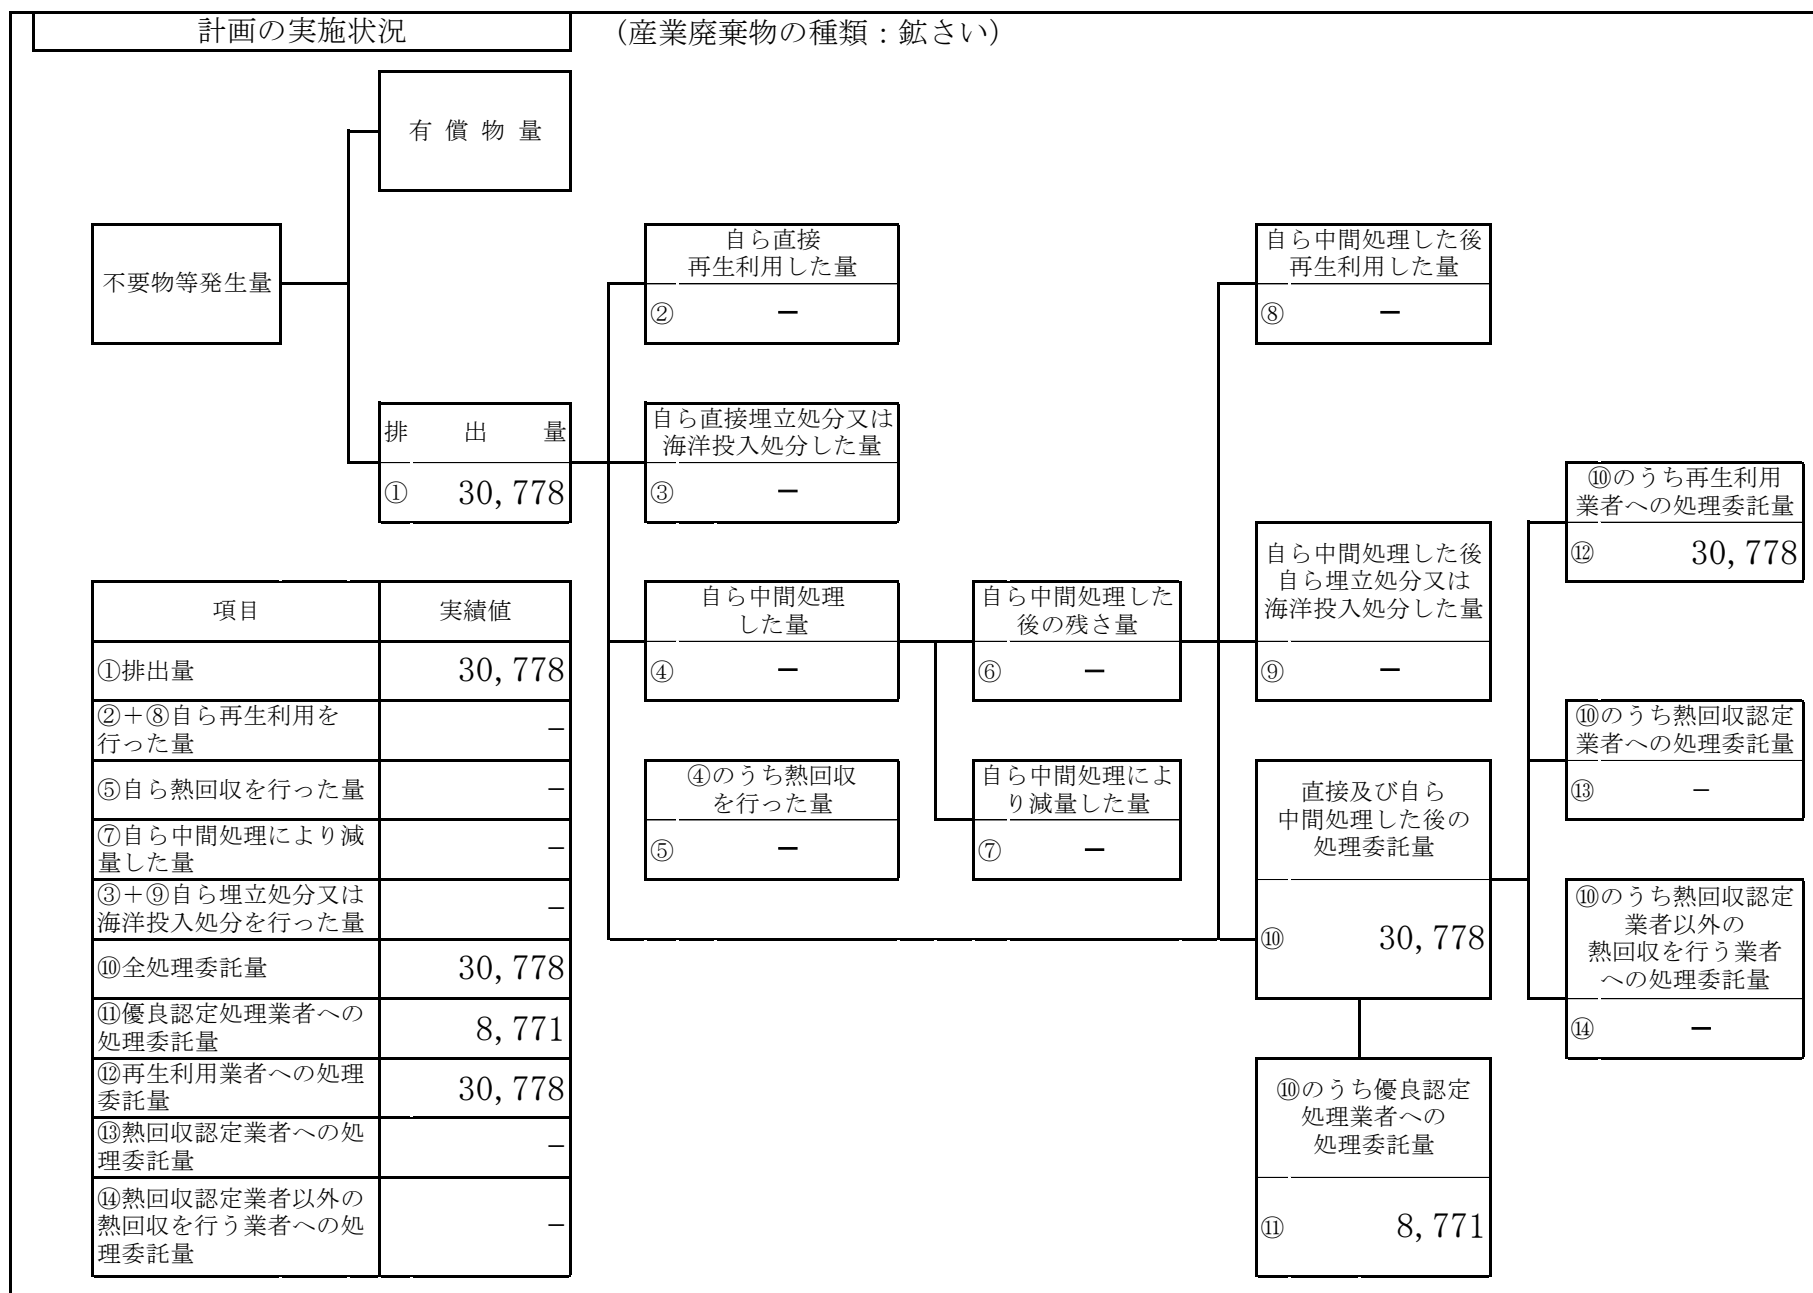 計画の実施状況
(産業廃棄物の種類：鉱さい)
有償物量
不要物等発生量
排出量
① 30,778
自ら直接
再生利用した量
② −
自ら直接埋立処分又は
海洋投入処分した量
③ −
自ら中間処理
した量
④ −
④のうち熱回収
を行った量
⑤ −
自ら中間処理した
後の残さ量
⑥ −
自ら中間処理によ
り減量した量
⑦ −
自ら中間処理した後
再生利用した量
⑧ −
自ら中間処理した後
自ら埋立処分又は
海洋投入処分した量
⑨ −
直接及び自ら
中間処理した後の
処理委託量
⑩ 30,778
⑩のうち優良認定
処理業者への
処理委託量
⑪ 8,771
⑩のうち再生利用
業者への処理委託量
⑫ 30,778
⑩のうち熱回収認定
業者への処理委託量
⑬ −
⑩のうち熱回収認定
業者以外の
熱回収を行う業者
への処理委託量
⑭ −
項目 実績値
①排出量 30,778
②＋⑧自ら再生利用を
行った量 −
⑤自ら熱回収を行った量 −
⑦自ら中間処理により減
量した量 −
③＋⑨自ら埋立処分又は
海洋投入処分を行った量 −
⑩全処理委託量 30,778
⑪優良認定処理業者への
処理委託量 8,771
⑫再生利用業者への処理
委託量 30,778
⑬熱回収認定業者への処
理委託量 −
⑭熱回収認定業者以外の
熱回収を行う業者への処
理委託量 −